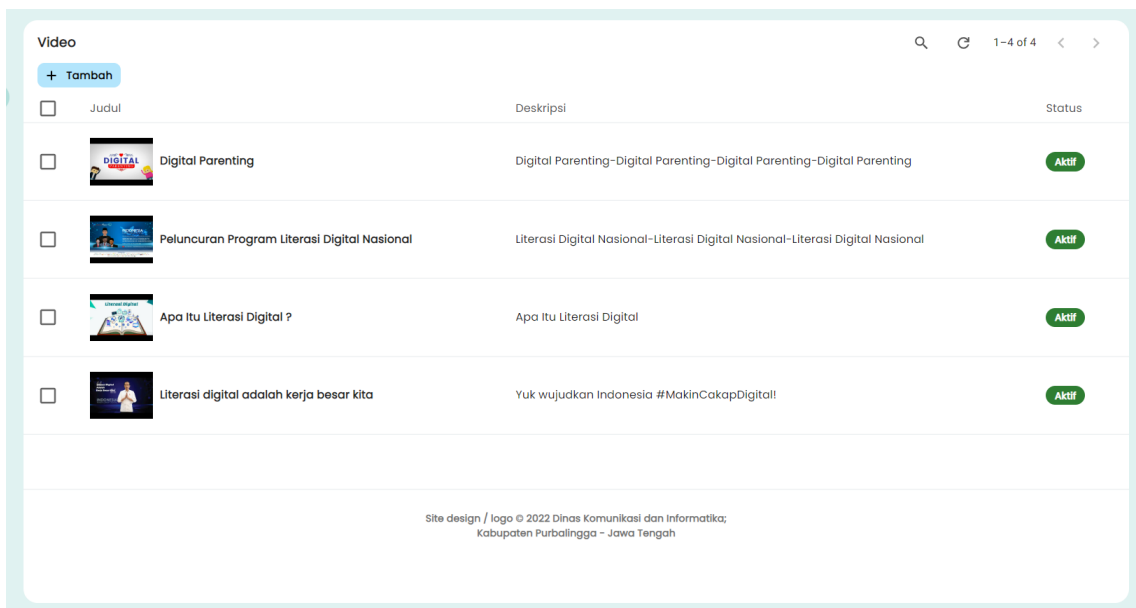 Video
1–4 of 4
+ Tambah
Judul Deskripsi Status
DIGITAL
Digital Parenting Digital Parenting-Digital Parenting-Digital Parenting-Digital Parenting Aktif
Peluncuran Program Literasi Digital Nasional Literasi Digital Nasional-Literasi Digital Nasional-Literasi Digital Nasional Aktif
Literasi Digital
Apa Itu Literasi Digital ? Apa Itu Literasi Digital Aktif
Literasi digital adalah kerja besar kita Yuk wujudkan Indonesia #MakinCakapDigital! Aktif
Site design / logo © 2022 Dinas Komunikasi dan Informatika;
Kabupaten Purbalingga - Jawa Tengah